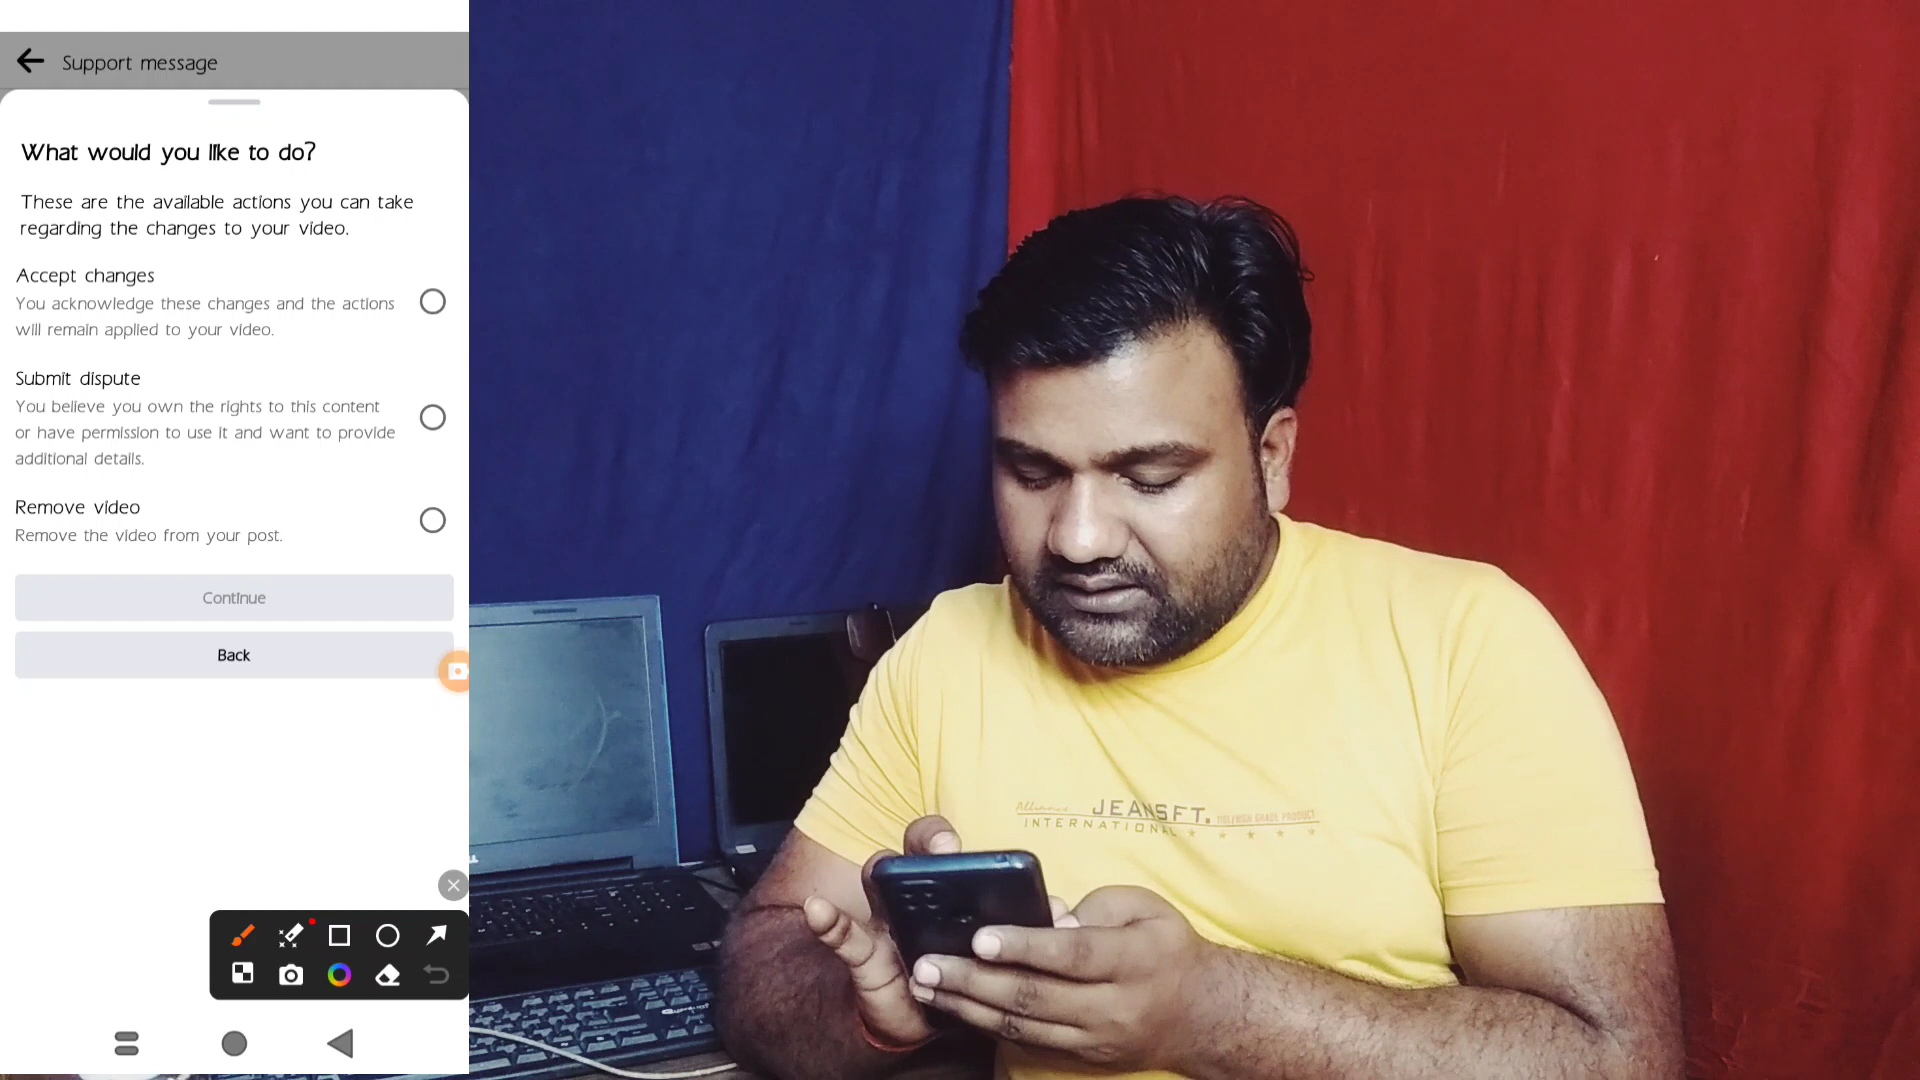 Support message
What would you like to do?
These are the available actions you can take
regarding the changes to your video.
Accept changes
You acknowledge these changes and the actions
will remain applied to your video.
Submit dispute
You believe you own the rights to this content
or have permission to use it and want to provide
additional details.
Remove video
Remove the video from your post.
Continue
Back
JEANSFT.
INTERNATIONAL